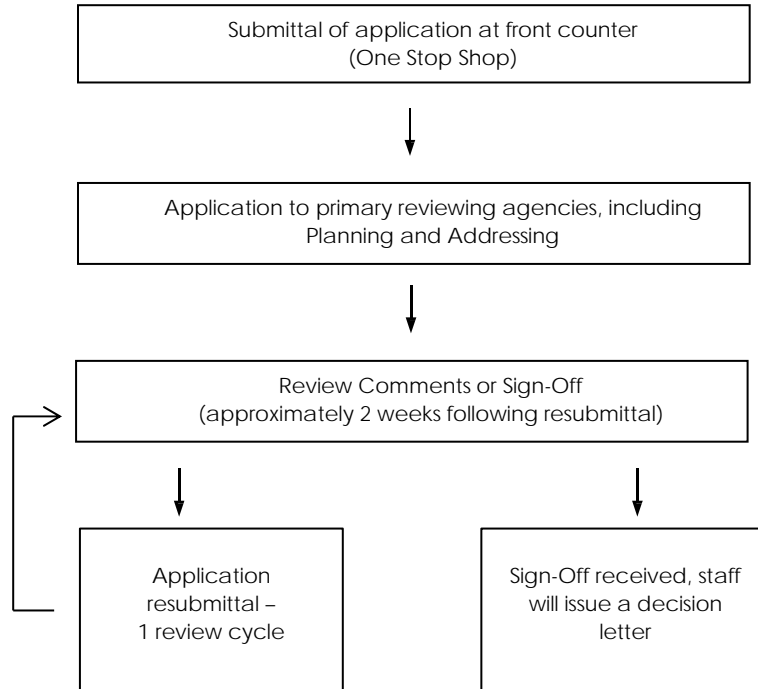 Submittal of application at front counter
(One Stop Shop)
Application to primary reviewing agencies, including
Planning and Addressing
Review Comments or Sign-Off
(approximately 2 weeks following resubmittal)
Application
resubmittal –
1 review cycle
Sign-Off received, staff
will issue a decision
letter